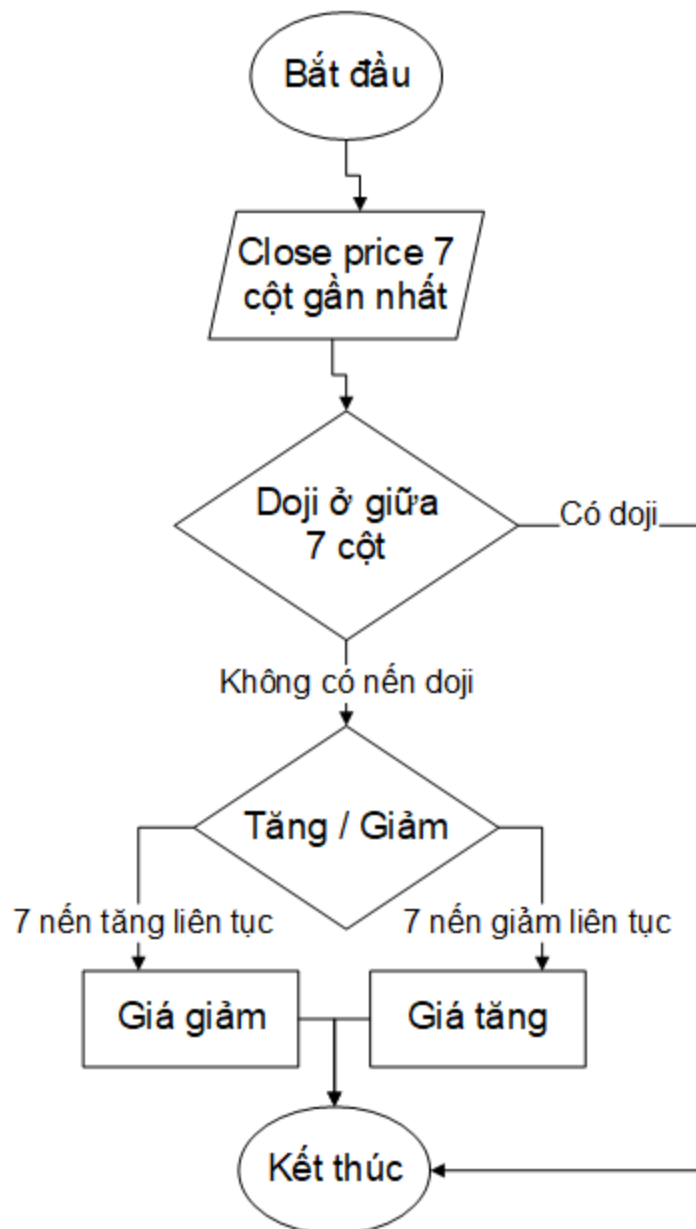 Bắt đầu
Close price 7
cột gần nhất
Doji ở giữa
7 cột
Có doji
Không có nến doji
Tăng / Giảm
7 nến tăng liên tục
7 nến giảm liên tục
Giá giảm
Giá tăng
Kết thúc